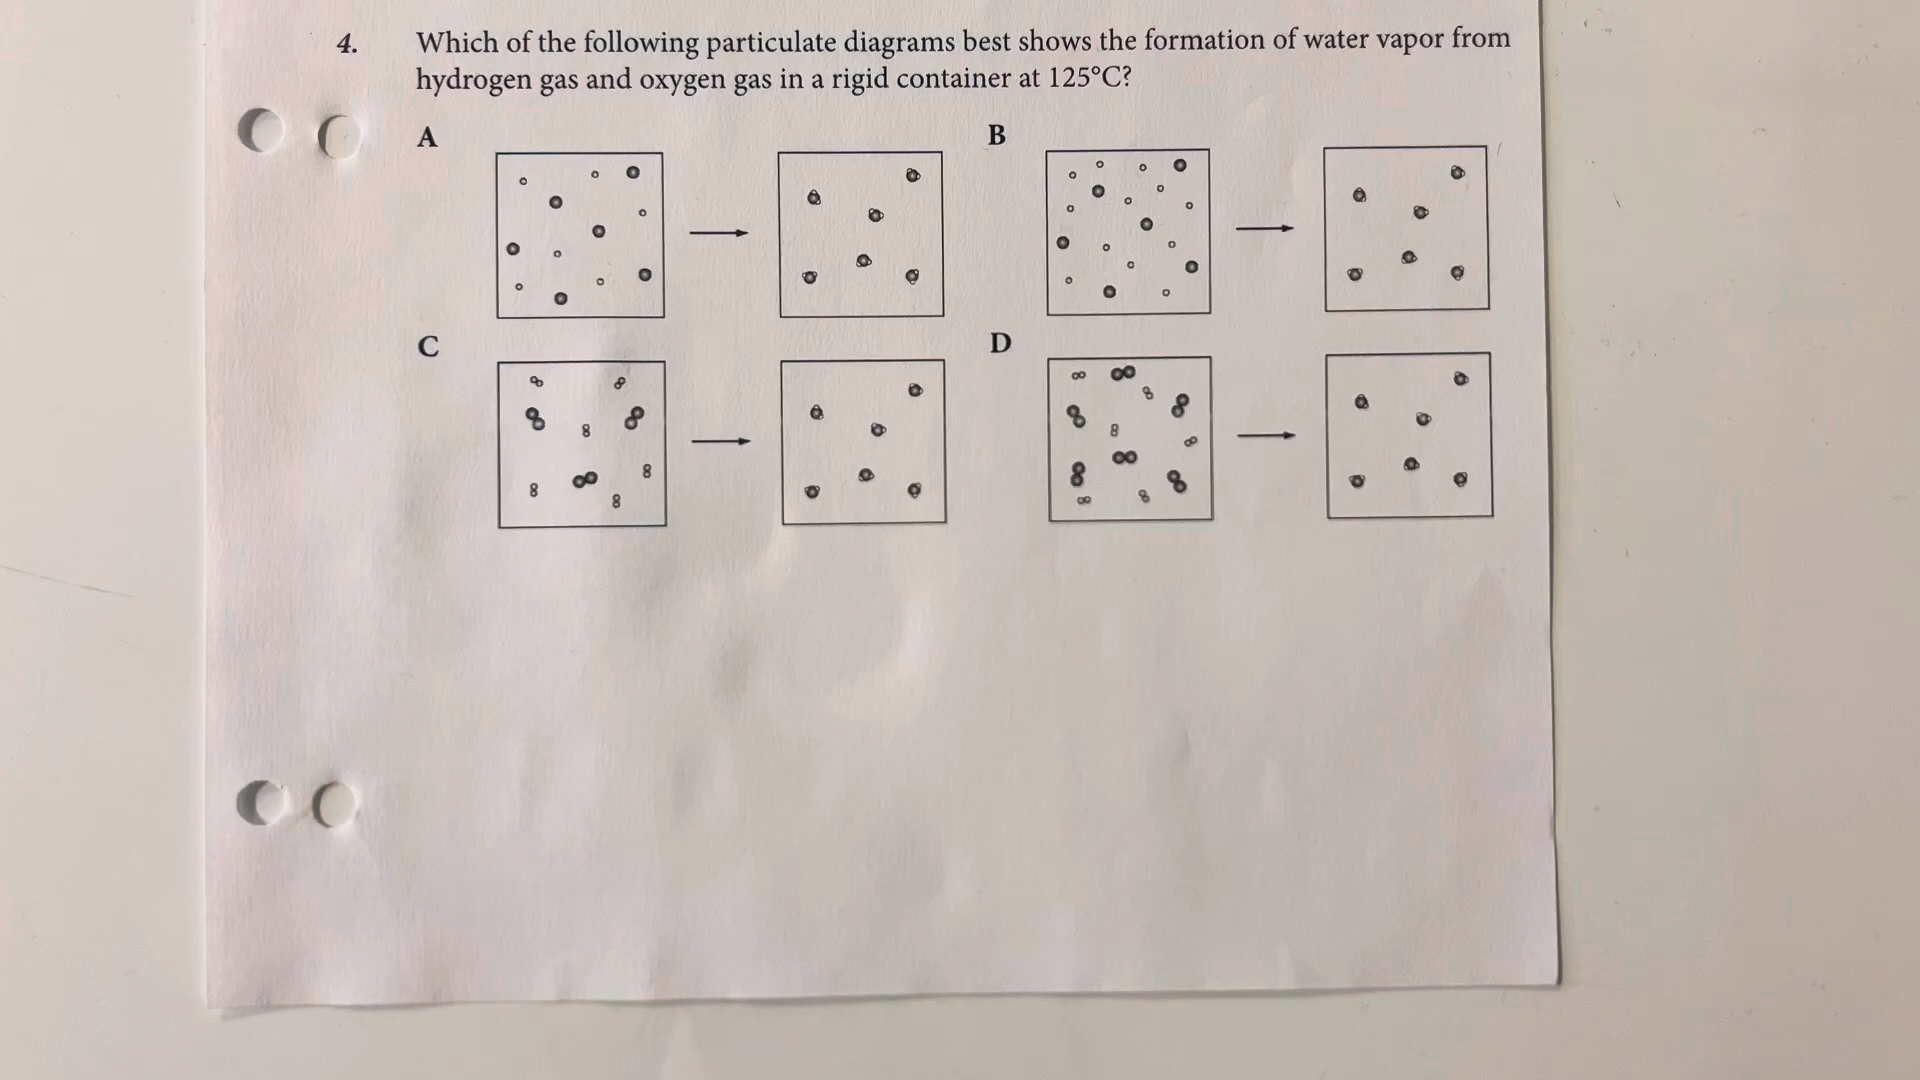 4. Which of the following particulate diagrams best shows the formation of water vapor from
hydrogen gas and oxygen gas in a rigid container at 125°C?
A
B
C
D